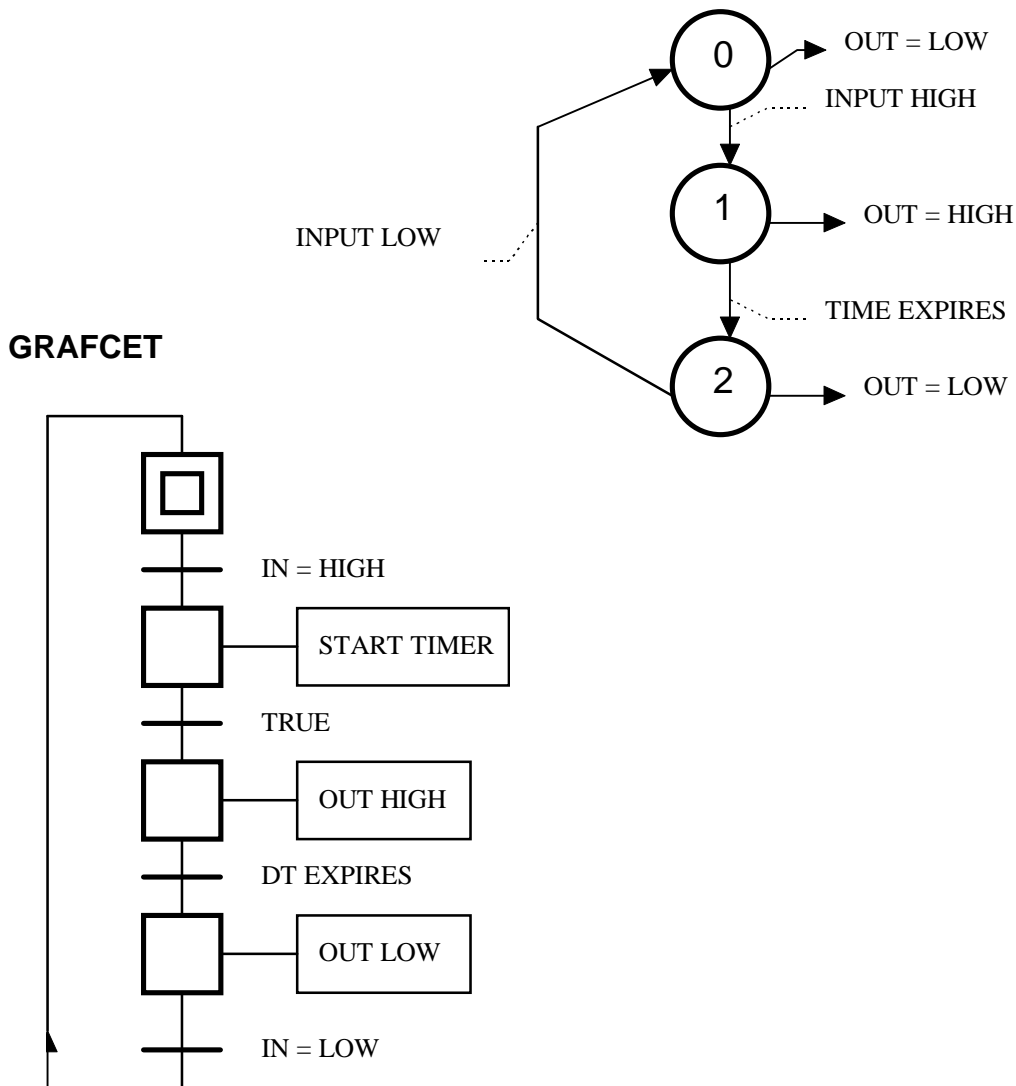 0
OUT = LOW
INPUT HIGH
1
OUT = HIGH
INPUT LOW
TIME EXPIRES
2
OUT = LOW
GRAFCET
IN = HIGH
START TIMER
TRUE
OUT HIGH
DT EXPIRES
OUT LOW
IN = LOW